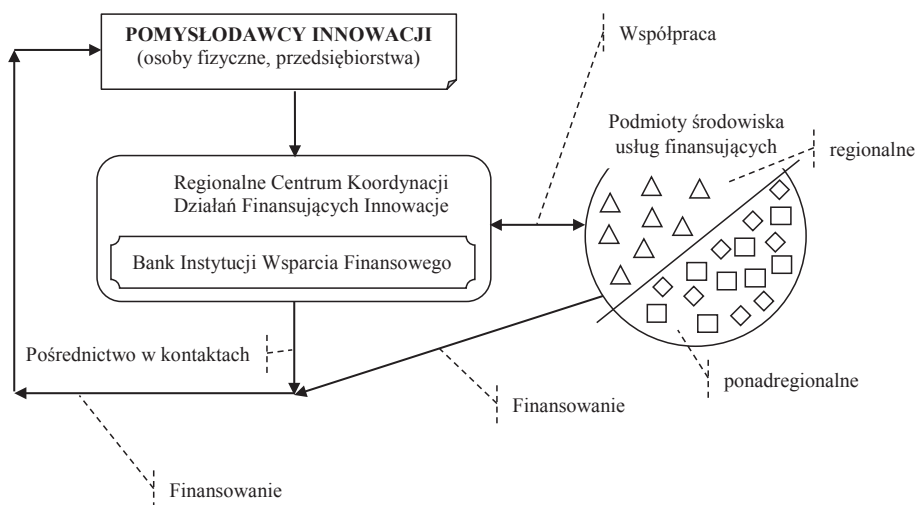 POMYSŁODAWCY INNOWACJI
(osoby fizyczne, przedsiębiorstwa)
Współpraca
Podmioty środowiska
usług finansujących
regionalne
Regionalne Centrum Koordynacji
Działań Finansujących Innowacje
Bank Instytucji Wsparcia Finansowego
Pośrednictwo w kontaktach
ponadregionalne
Finansowanie
Finansowanie